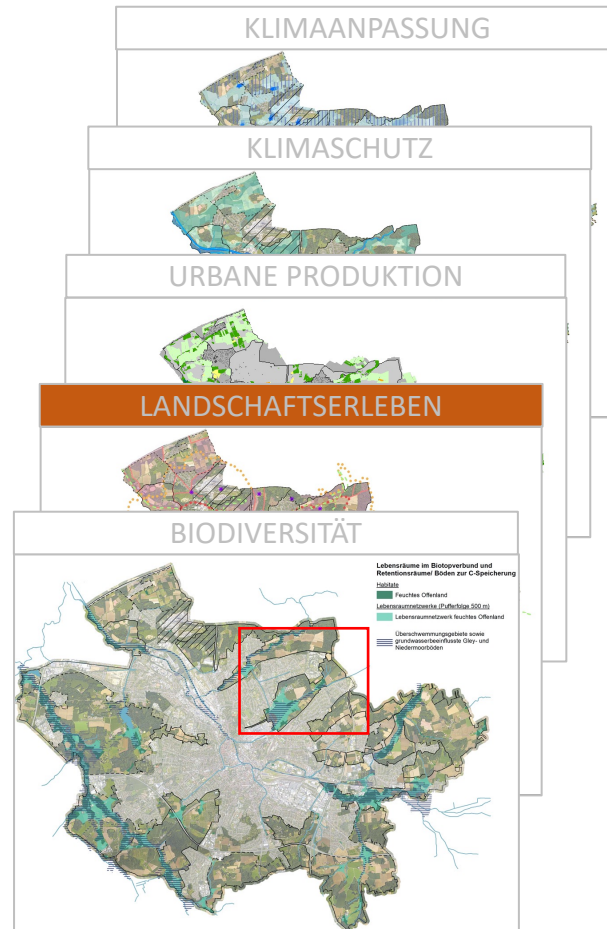 KLIMAANPASSUNG
KLIMASCHUTZ
URBANE PRODUKTION
LANDSCHAFTSERLEBEN
BIODIVERSITÄT
Lebensräume im Biotopverbund und
Retentionsräume/ Böden zur C-Speicherung
Habitate
Feuchtes Offenland
Lebensraumnetzwerke (Pufferfolge 500 m)
Lebensraumnetzwerk feuchtes Offenland
Überschwemmungsgebiete sowie
grundwasserbeeinflusste Gley- und
Niedermoorböden